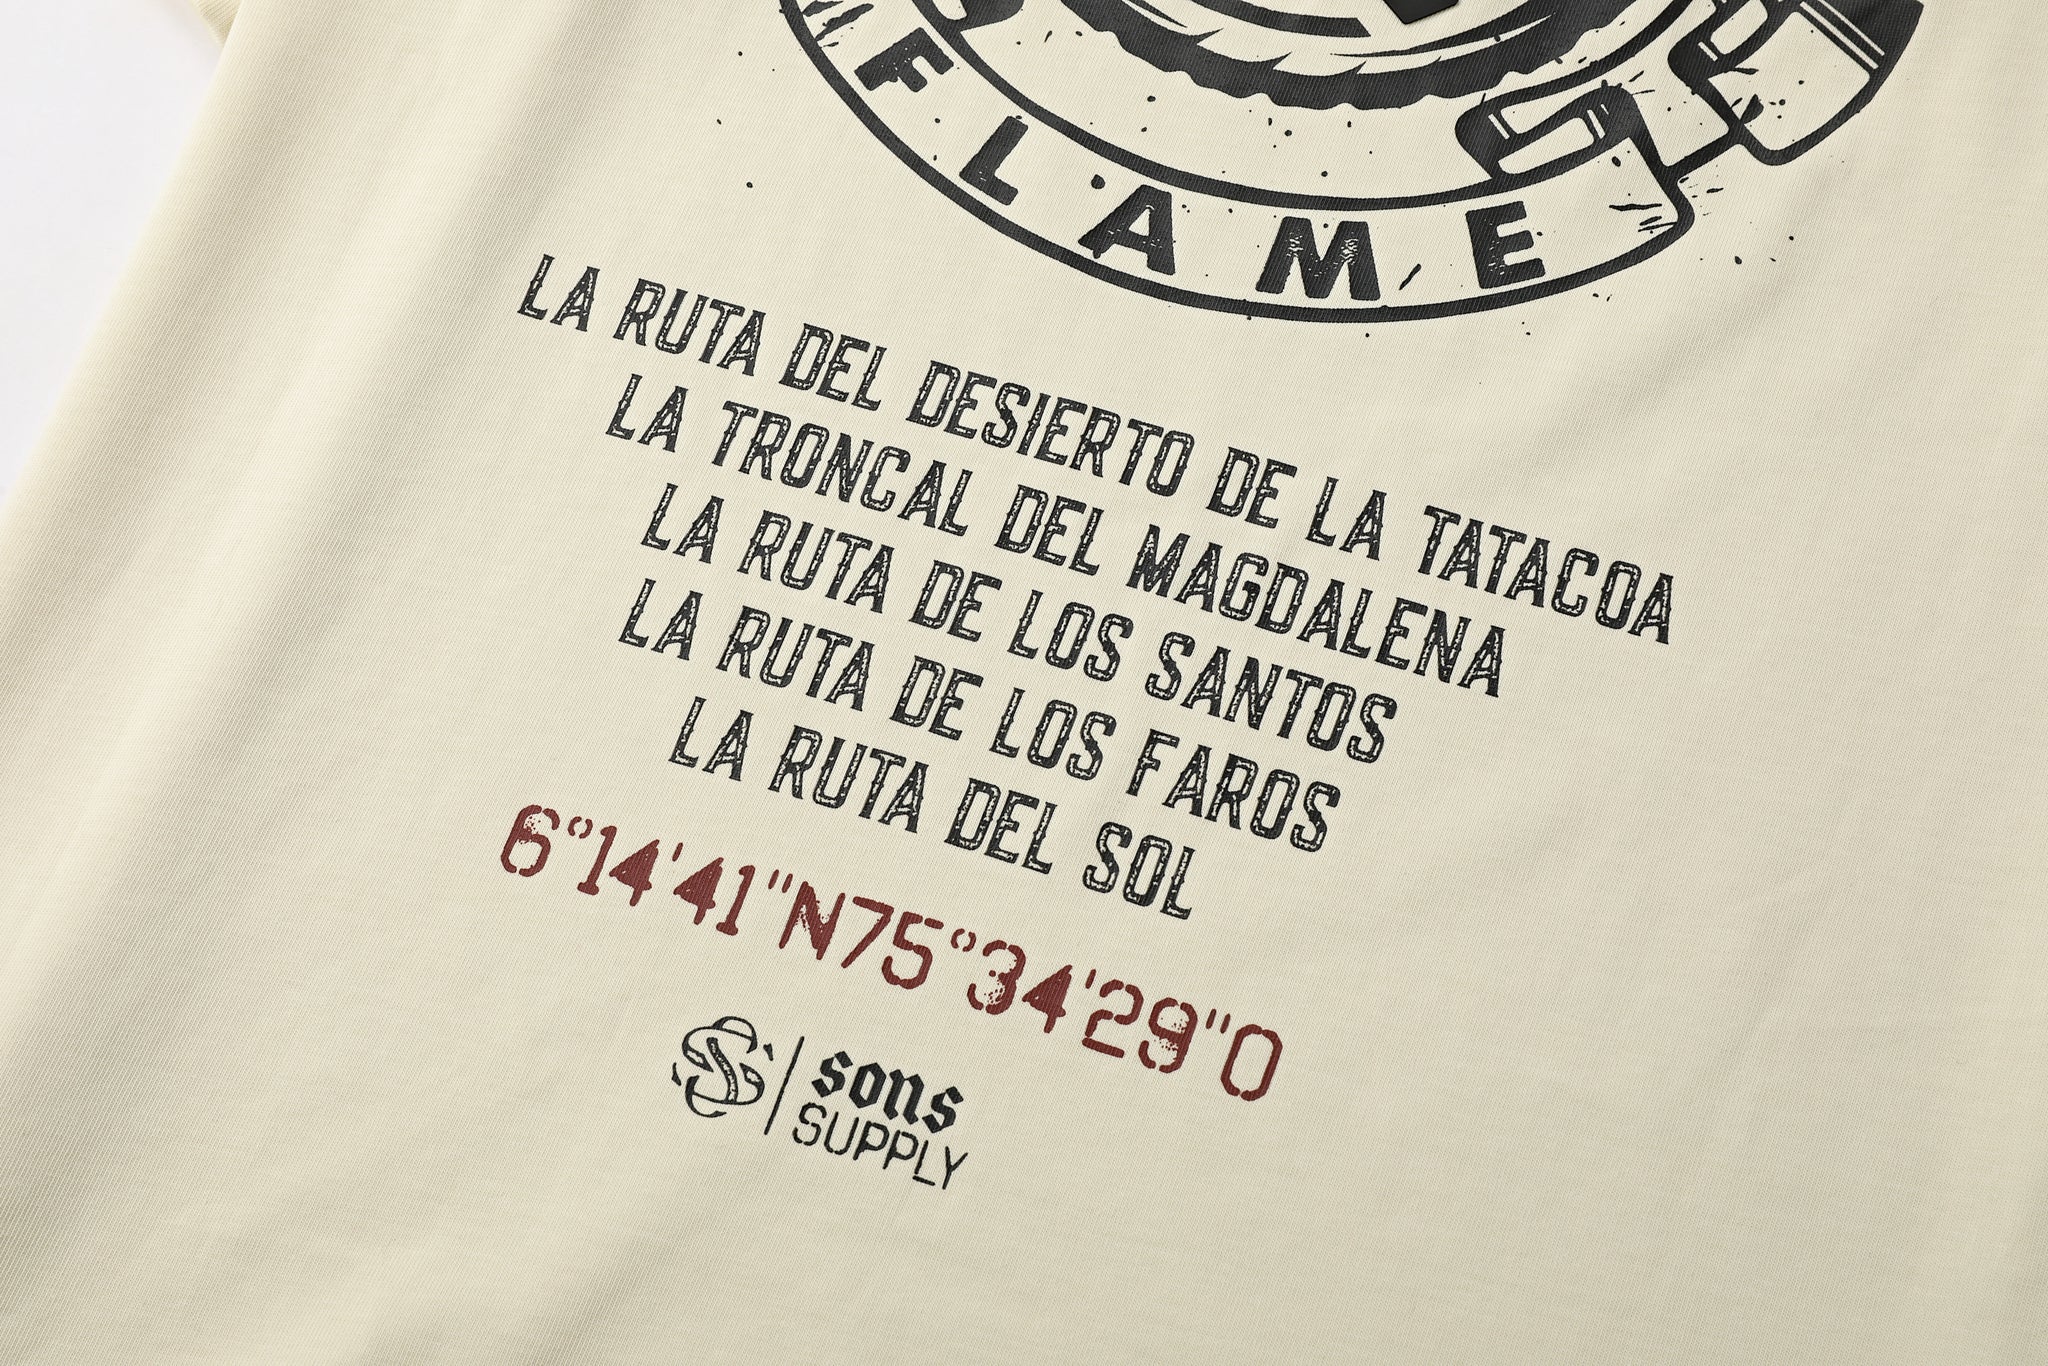 FLAME
LA RUTA DEL DESIERTO DE LA TATACOA
LA TRONCAL DEL MAGDALENA
LA RUTA DE LOS SANTOS
LA RUTA DE LOS FAROS
LA RUTA DEL SOL
6°14'41"N75°34'29"O
SS
sons
SUPPLY